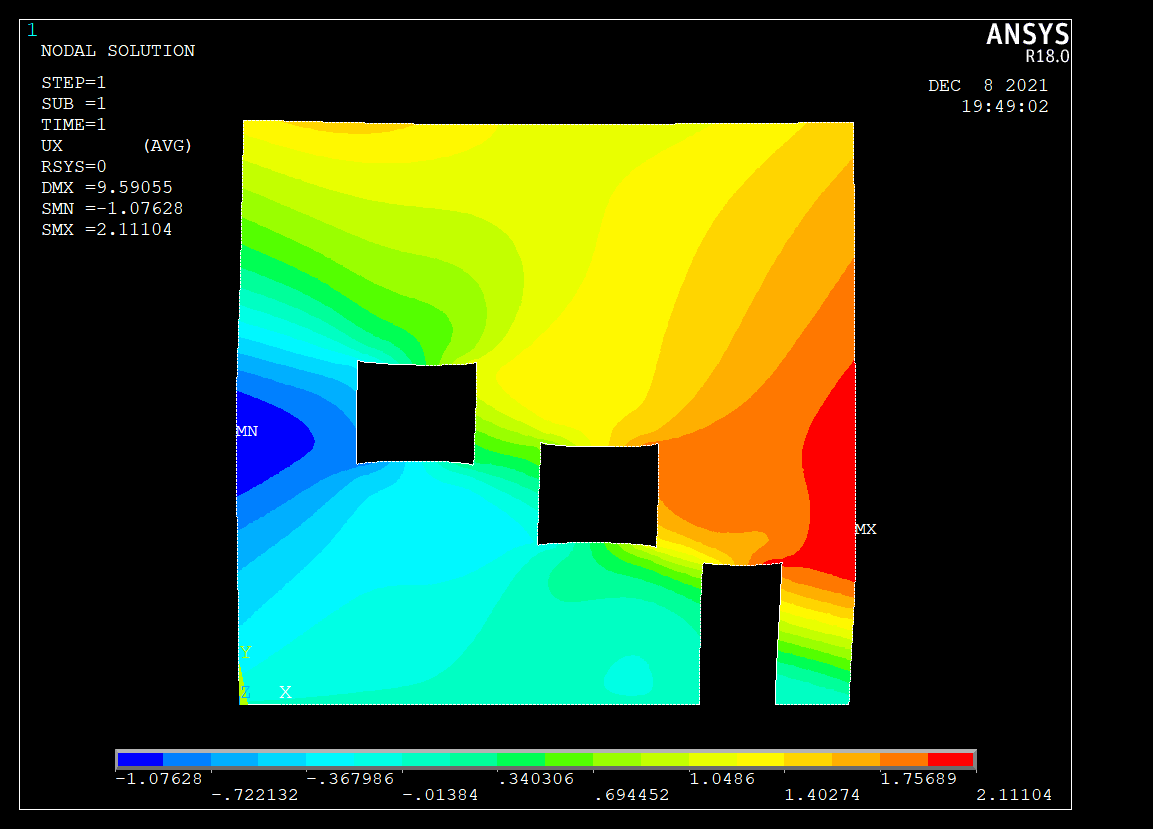 1
ANSYS
R18.0
NODAL SOLUTION
STEP=1
SUB =1
TIME=1
UX (AVG)
RSYS=0
DMX =9.59055
SMN =-1.07628
SMX =2.11104
DEC 8 2021
19:49:02
MN
MX
Y
Z X
-1.07628 -.367986 .340306 1.0486 1.75689
-.722132 -.01384 .694452 1.40274 2.11104